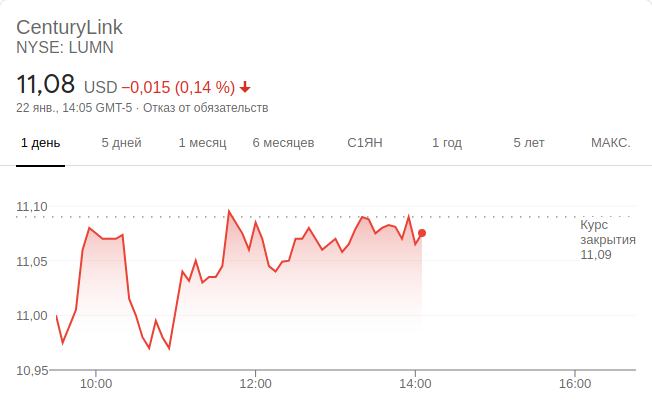 CenturyLink
NYSE: LUMN
11,08 USD −0,015 (0,14 %)
22 янв., 14:05 GMT-5 · Отказ от обязательств
1 день 5 дней 1 месяц 6 месяцев С1ЯН 1 год 5 лет МАКС.
11,10
Курс
закрытия
11,09
11,05
11,00
10,95
10:00 12:00 14:00 16:00